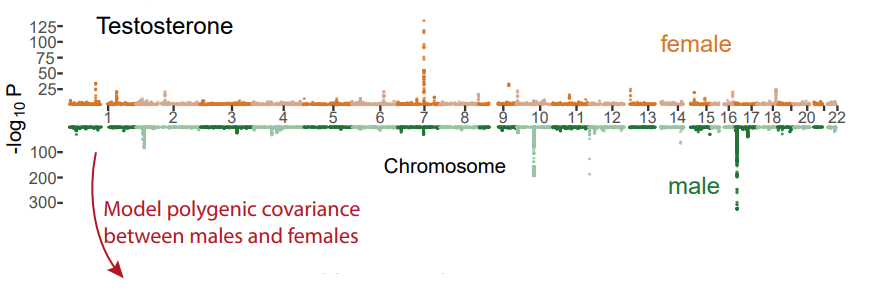 Testosterone
female
125
100
75
50
25
-log10 P
1 2 3 4 5 6 7 8 9 10 11 12 13 14 15 16 17 18 20 22
100
200
300
Chromosome
male
Model polygenic covariance
between males and females